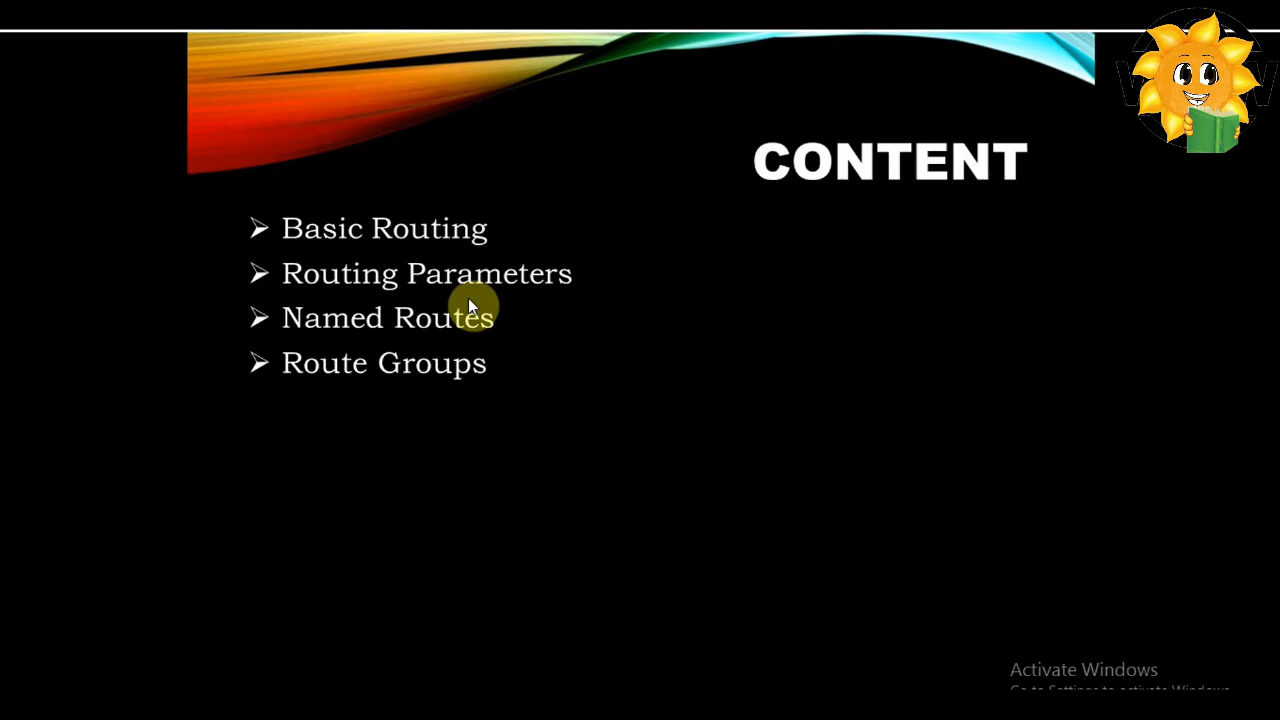 CONTENT
Basic Routing
Routing Parameters
Named Routes
Route Groups
Activate Windows
Go to Settings to activate Windows.